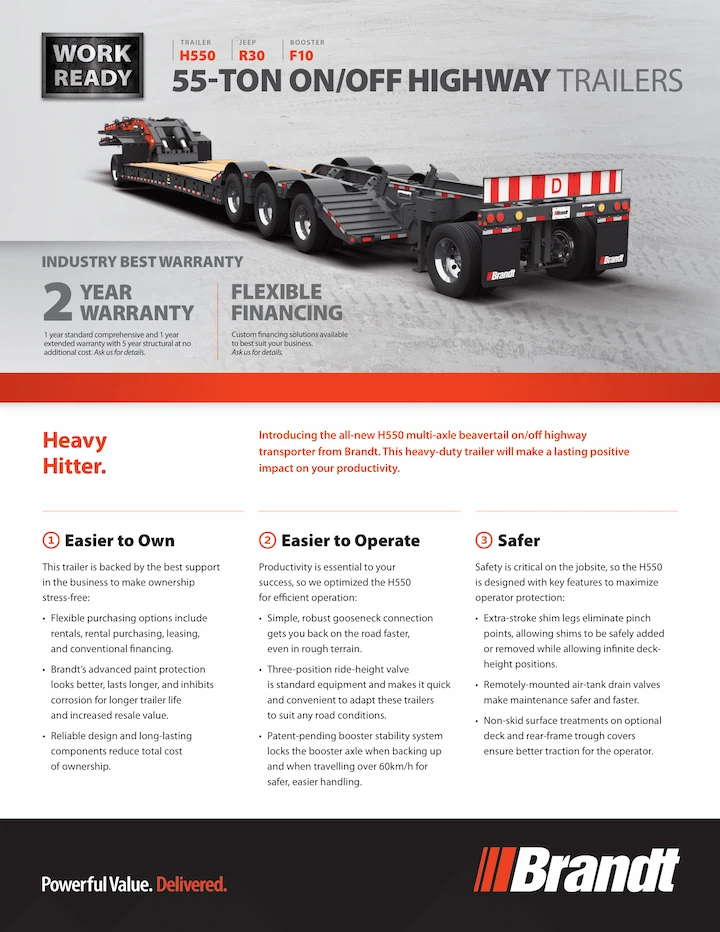 WORK
READY
TRAILER JEEP BOOSTER
H550 R30 F10
55-TON ON/OFF HIGHWAY TRAILERS
D
Brandt
Brandt
Brandt
INDUSTRY BEST WARRANTY
2 YEAR
WARRANTY
1 year standard comprehensive and 1 year
extended warranty with 5 year structural at no
additional cost. Ask us for details.
FLEXIBLE
FINANCING
Custom financing solutions available
to best suit your business.
Ask us for details.
Heavy
Hitter.
Introducing the all-new H550 multi-axle beavertail on/off highway
transporter from Brandt. This heavy-duty trailer will make a lasting positive
impact on your productivity.
1 Easier to Own
This trailer is backed by the best support
in the business to make ownership
stress-free:
• Flexible purchasing options include
rentals, rental purchasing, leasing,
and conventional financing.
• Brandt's advanced paint protection
looks better, lasts longer, and inhibits
corrosion for longer trailer life
and increased resale value.
• Reliable design and long-lasting
components reduce total cost
of ownership.
2 Easier to Operate
Productivity is essential to your
success, so we optimized the H550
for efficient operation:
• Simple, robust gooseneck connection
gets you back on the road faster,
even in rough terrain.
• Three-position ride-height valve
is standard equipment and makes it quick
and convenient to adapt these trailers
to suit any road conditions.
• Patent-pending booster stability system
locks the booster axle when backing up
and when travelling over 60km/h for
safer, easier handling.
3 Safer
Safety is critical on the jobsite, so the H550
is designed with key features to maximize
operator protection:
• Extra-stroke shim legs eliminate pinch
points, allowing shims to be safely added
or removed while allowing infinite deck-
height positions.
• Remotely-mounted air-tank drain valves
make maintenance safer and faster.
• Non-skid surface treatments on optional
deck and rear-frame trough covers
ensure better traction for the operator.
Powerful Value. Delivered.
Brandt